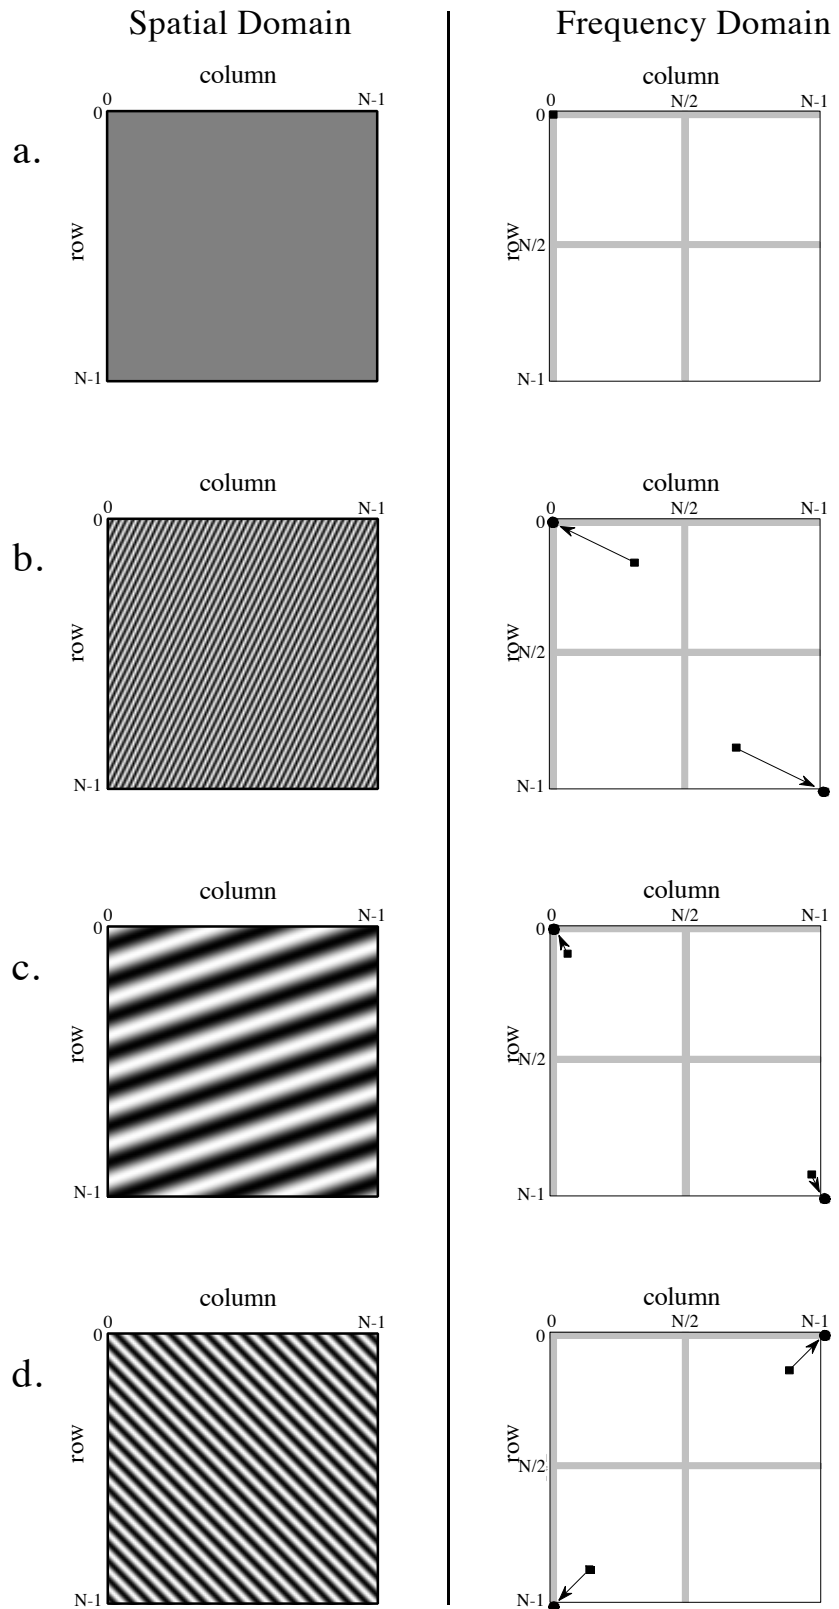 Spatial Domain
Frequency Domain
a.
column
0
N-1
0
row
N-1
column
0
N/2
N-1
0
row
N/2
N-1
b.
column
0
N-1
0
row
N-1
column
0
N/2
N-1
0
row
N/2
N-1
c.
column
0
N-1
0
row
N-1
column
0
N/2
N-1
0
row
N/2
N-1
d.
column
0
N-1
0
row
N-1
column
0
N/2
N-1
0
row
N/2
N-1